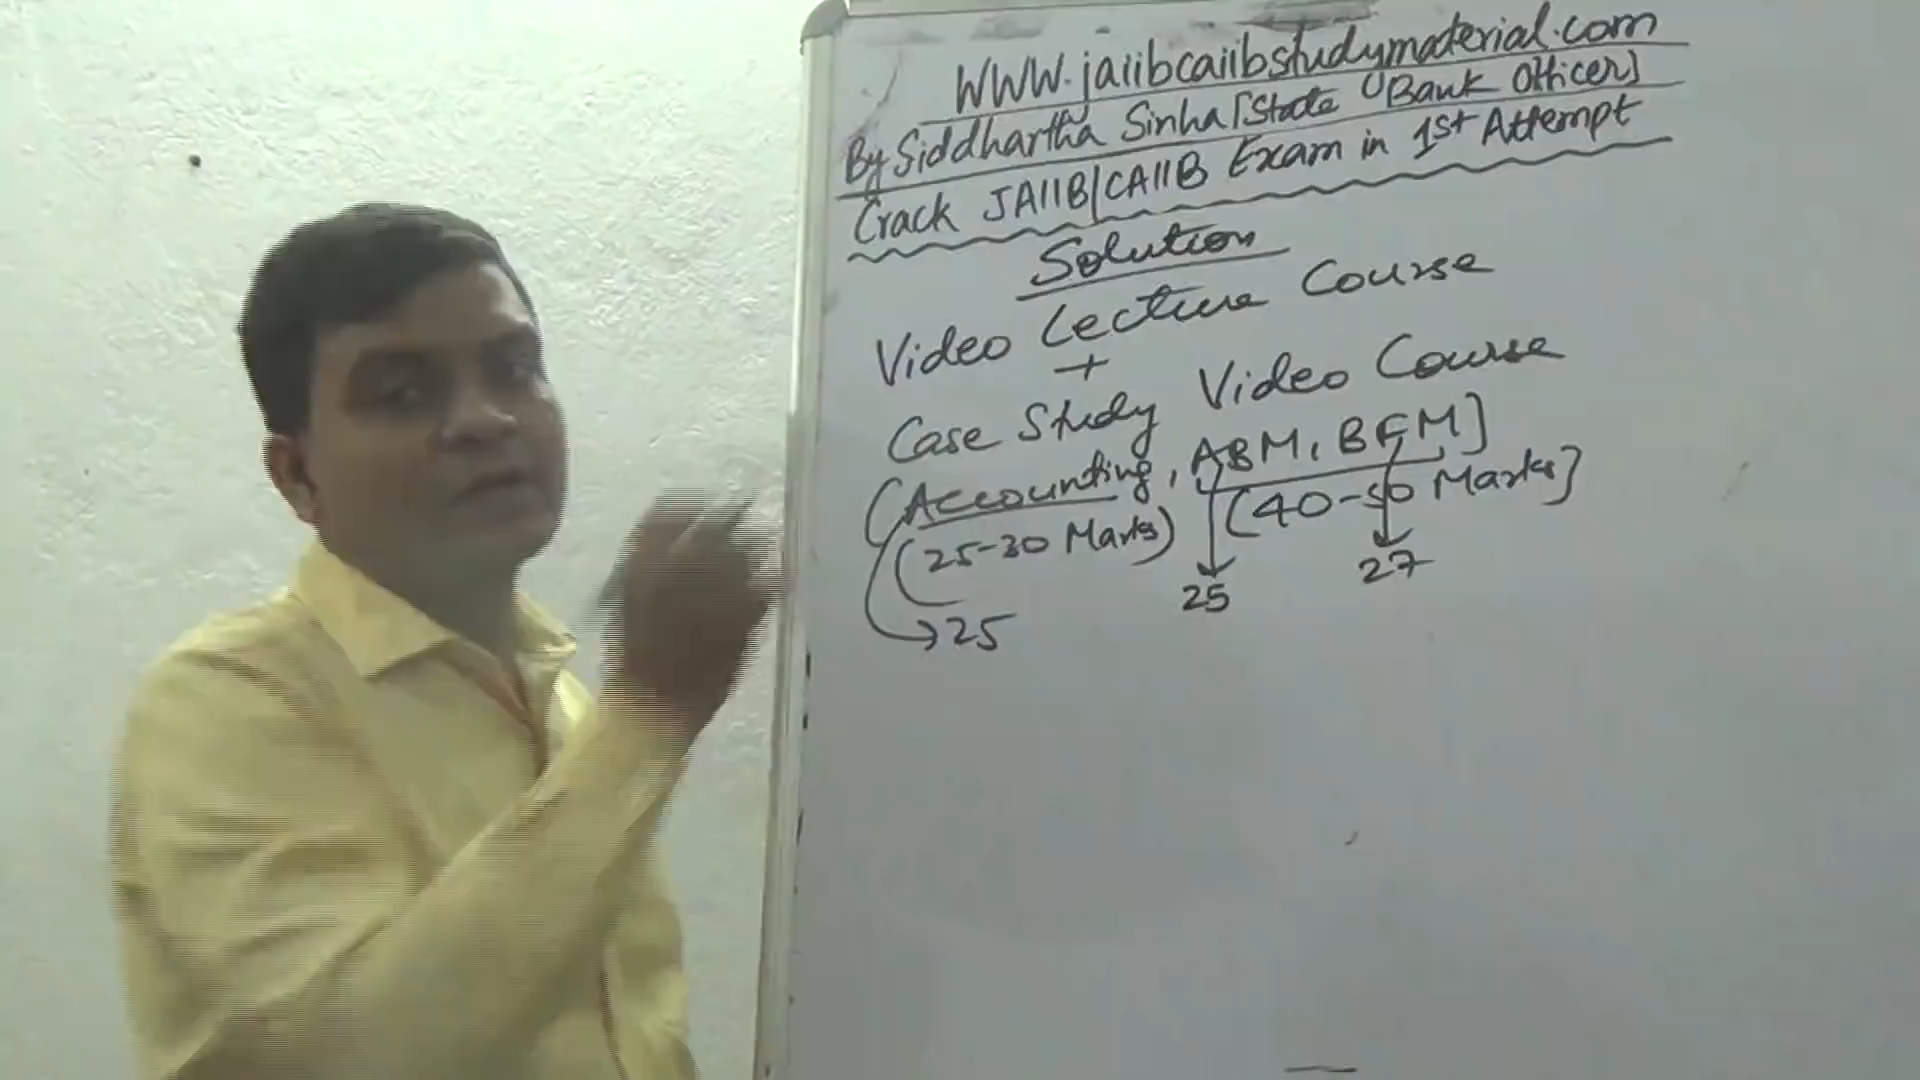 WWW.jaiibcaiibstudymaterial.com
By Siddhartha Sinha [State Bank Officer]
Crack JAIIB/CAIIB Exam in 1st Attempt
Solution
Video Lecture Course
+
Case Study Video Course
(Accounting, ABM, BFM]
(25-30 Marks) (40-50 Marks]
25 25 27